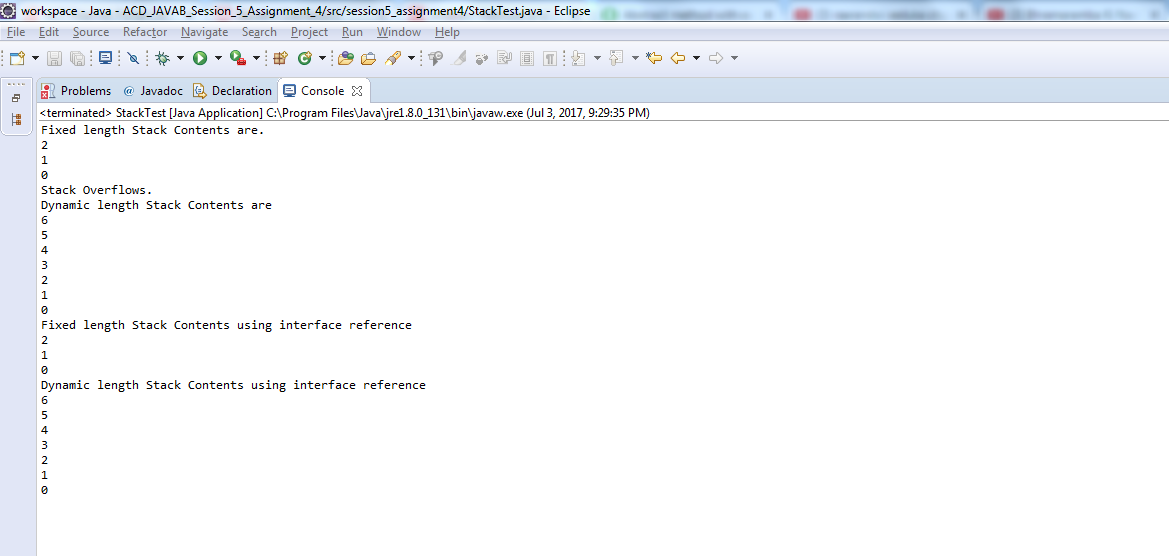 workspace - Java - ACD_JAVAB_Session_5_Assignment_4/src/session5_assignment4/StackTest.java - Eclipse
File Edit Source Refactor Navigate Search Project Run Window Help
Problems @ Javadoc Declaration Console
<terminated> StackTest [Java Application] C:\Program Files\Java\jre1.8.0_131\bin\javaw.exe (Jul 3, 2017, 9:29:35 PM)
Fixed length Stack Contents are.
2
1
0
Stack Overflows.
Dynamic length Stack Contents are
6
5
4
3
2
1
0
Fixed length Stack Contents using interface reference
2
1
0
Dynamic length Stack Contents using interface reference
6
5
4
3
2
1
0